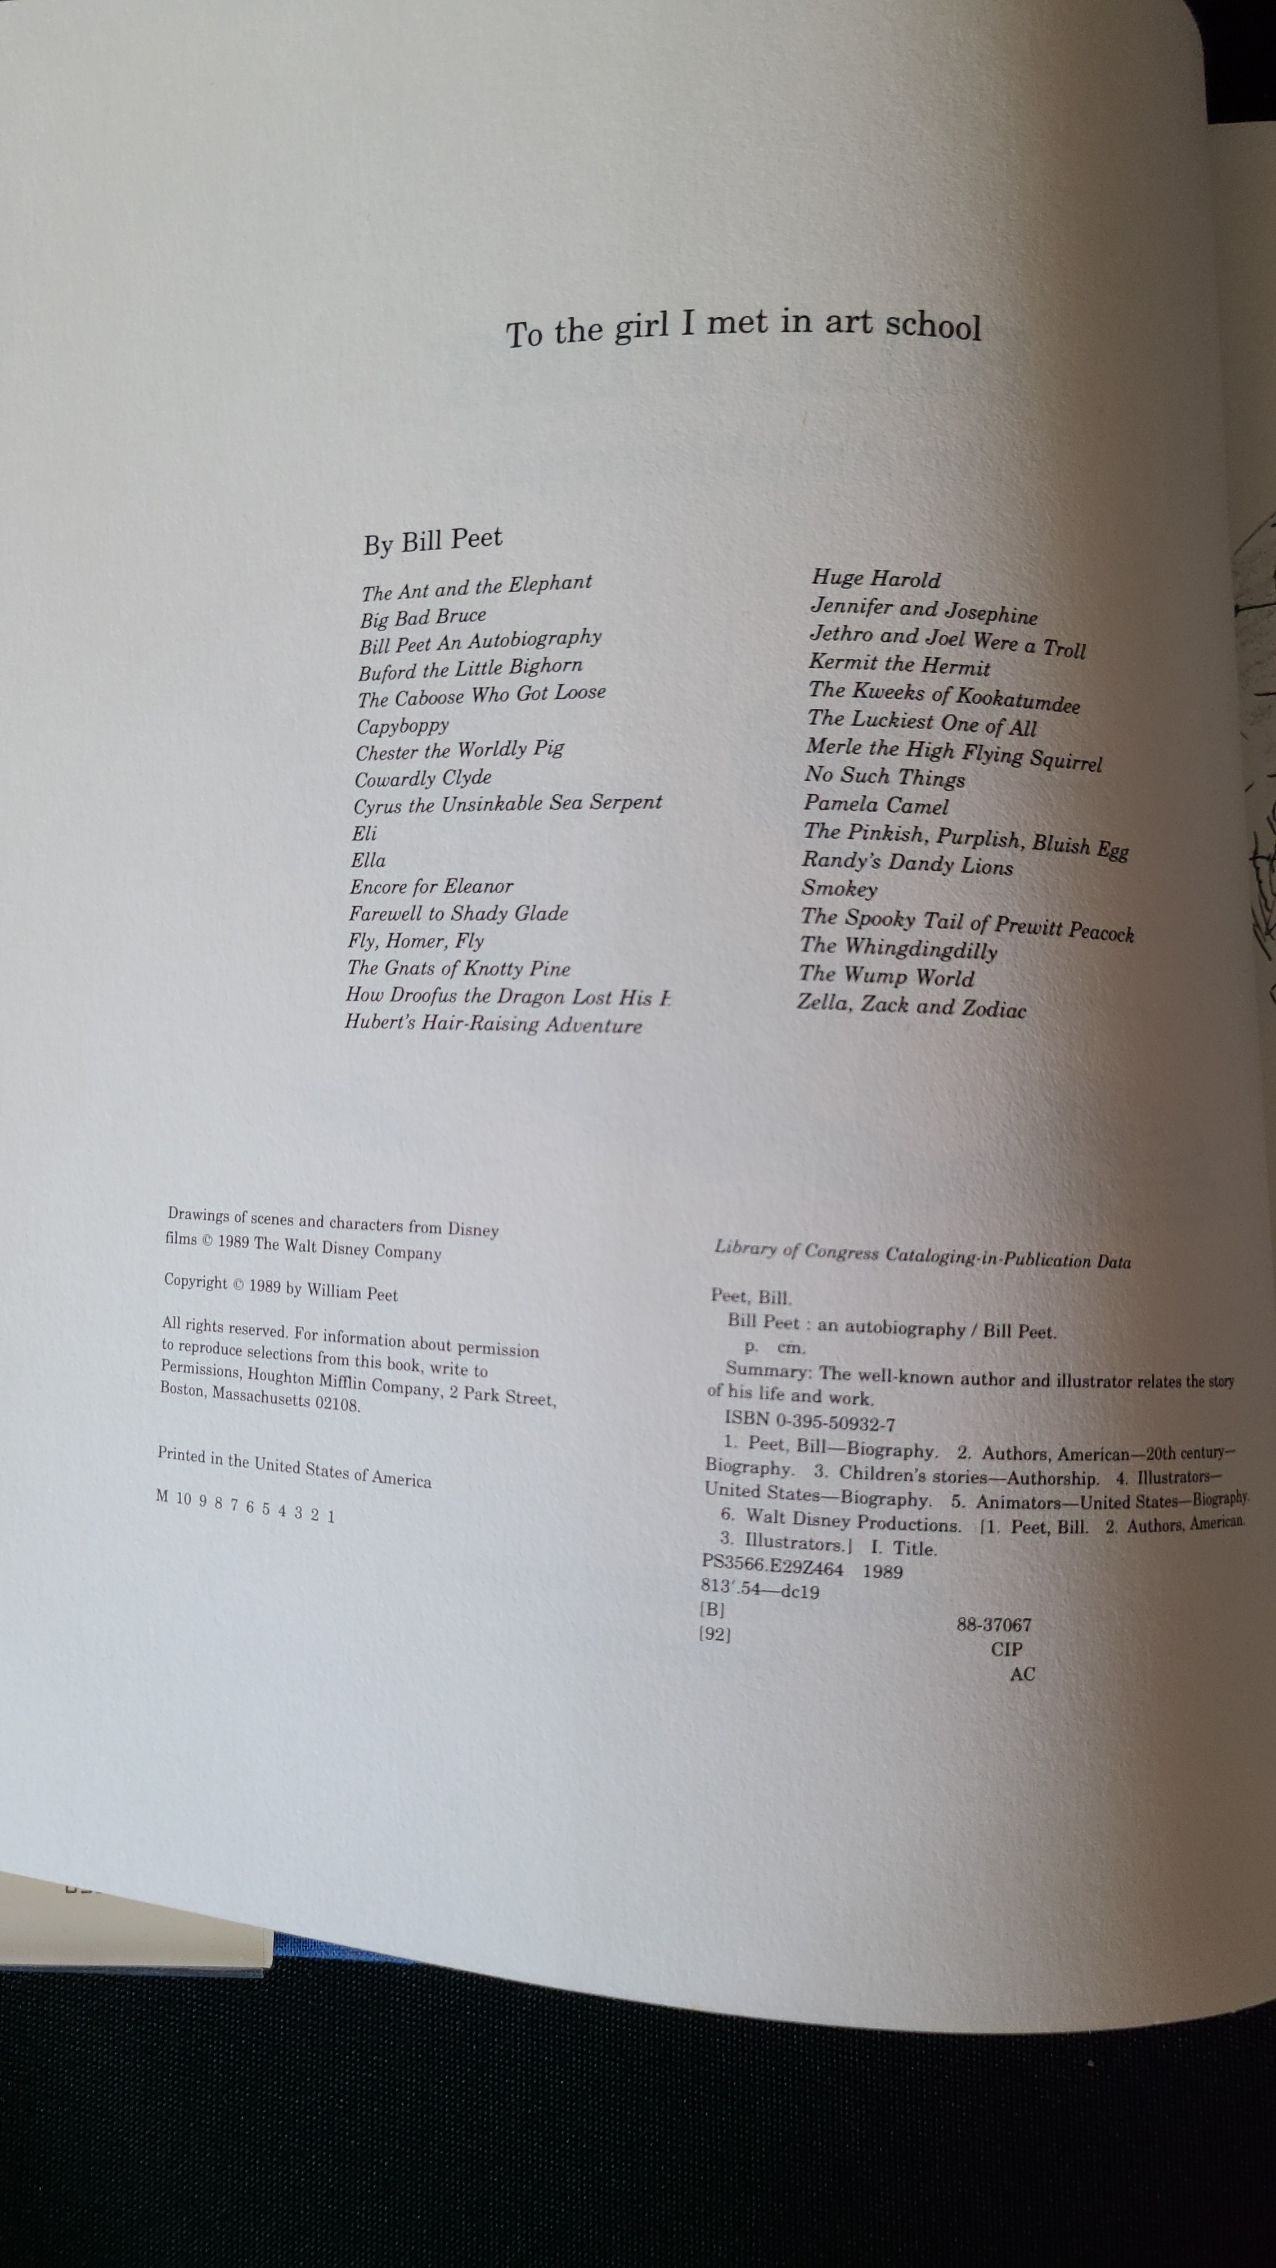 To the girl I met in art school
By Bill Peet
The Ant and the Elephant
Big Bad Bruce
Bill Peet An Autobiography
Buford the Little Bighorn
The Caboose Who Got Loose
Capyboppy
Chester the Worldly Pig
Cowardly Clyde
Cyrus the Unsinkable Sea Serpent
Eli
Ella
Encore for Eleanor
Farewell to Shady Glade
Fly, Homer, Fly
The Gnats of Knotty Pine
How Droofus the Dragon Lost His
Hubert's Hair-Raising Adventure
Huge Harold
Jennifer and Josephine
Jethro and Joel Were a Troll
Kermit the Hermit
The Kweeks of Kookatumdee
The Luckiest One of All
Merle the High Flying Squirrel
No Such Things
Pamela Camel
The Pinkish, Purplish, Bluish Egg
Randy's Dandy Lions
Smokey
The Spooky Tail of Prewitt Peacock
The Whingdingdilly
The Wump World
Zella, Zack and Zodiac
Drawings of scenes and characters from Disney
films © 1989 The Walt Disney Company
Copyright © 1989 by William Peet
All rights reserved. For information about permission
to reproduce selections from this book, write to
Permissions, Houghton Mifflin Company, 2 Park Street,
Boston, Massachusetts 02108.
Printed in the United States of America
M 10 9 8 7 6 5 4 3 2 1
Library of Congress Cataloging-in-Publication Data
Peet, Bill.
Bill Peet : an autobiography / Bill Peet.
p. cm.
Summary: The well-known author and illustrator relates the story
of his life and work.
ISBN 0-395-50932-7
1. Peet, Bill—Biography. 2. Authors, American—20th century—
Biography. 3. Children's stories—Authorship. 4. Illustrators—
United States—Biography. 5. Animators—United States—Biography.
6. Walt Disney Productions. [1. Peet, Bill. 2. Authors, American.
3. Illustrators.] I. Title.
PS3566.E29Z464 1989
813'.54—dc19
[B]
[92]
88-37067
CIP
AC